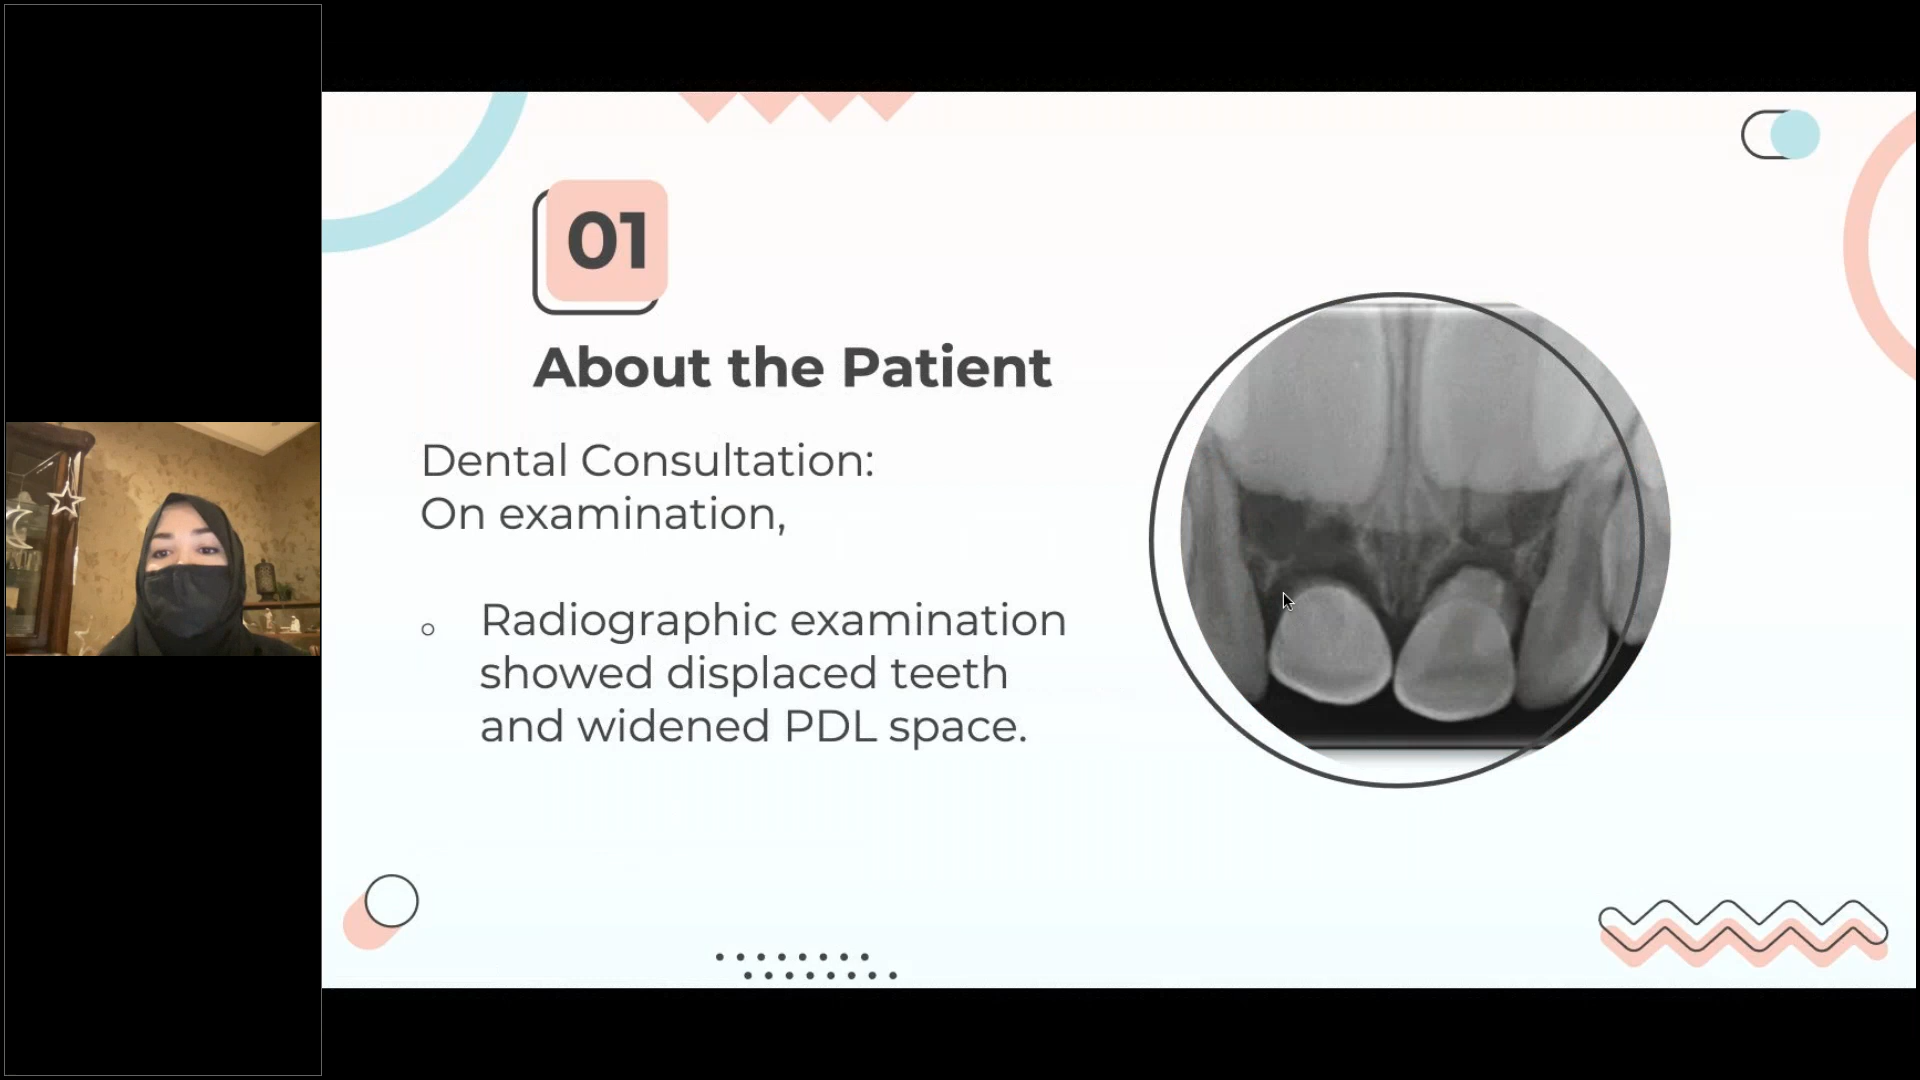 01
About the Patient
Dental Consultation:
On examination,
Radiographic examination
showed displaced teeth
and widened PDL space.